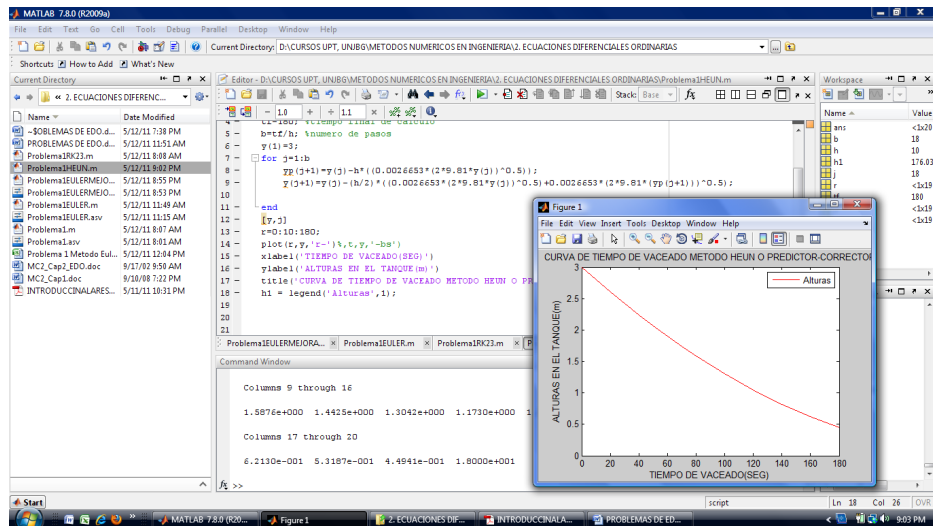 MATLAB 7.8.0 (R2009a)
File Edit Text Go Cell Tools Debug Parallel Desktop Window Help
Current Directory: D:\CURSOS UPT, UNJBG\METODOS NUMERICOS EN INGENIERIA\2. ECUACIONES DIFERENCIALES ORDINARIAS
Shortcuts How to Add What's New
Current Directory
« 2. ECUACIONES DIFERENC...
Name Date Modified
~$OBLEMAS DE EDO.d... 5/12/11 7:38 PM
PROBLEMAS DE EDO.d... 5/12/11 11:51 AM
Problema1RK23.m 5/12/11 8:08 AM
Problema1HEUN.m 5/12/11 9:02 PM
Problema1EULERMEJO... 5/12/11 8:55 PM
Problema1EULERMEJO... 5/12/11 8:53 PM
Problema1EULER.m 5/12/11 11:49 AM
Problema1EULER.asv 5/12/11 11:15 AM
Problema1.m 5/12/11 8:07 AM
Problema1.asv 5/12/11 8:01 AM
Problema 1 Metodo Eul... 5/12/11 12:04 PM
MC2_Cap2_EDO.doc 9/17/02 9:50 AM
MC2_Cap1.doc 9/10/08 7:22 PM
INTRODUCCINALARES... 5/11/11 10:31 PM
Editor - D:\CURSOS UPT, UNJBG\METODOS NUMERICOS EN INGENIERIA\2. ECUACIONES DIFERENCIALES ORDINARIAS\Problema1HEUN.m
Stack: Base
fx
- 1.0 + ÷ 1.1 ×
4 - tf=180; %tiempo final de calculo
5 - b=tf/h; %numero de pasos
6 - y(1)=3;
7 - for j=1:b
8 - yp(j+1)=y(j)-h*((0.0026653*(2*9.81*y(j))^0.5));
9 - y(j+1)=y(j)-(h/2)*((0.0026653*(2*9.81*y(j))^0.5)+0.0026653*(2*9.81*(yp(j+1)))^0.5);
10
11 - end
12 - [y,j]
13 - r=0:10:180;
14 - plot(r,y,'r-')%,t,y,'-bs')
15 - xlabel('TIEMPO DE VACEADO(SEG)')
16 - ylabel('ALTURAS EN EL TANQUE(m)')
17 - title('CURVA DE TIEMPO DE VACEADO METODO HEUN O PR
18 - h1 = legend('Alturas',1);
19
20
21
Problema1EULERMEJORA... Problema1EULER.m Problema1RK23.m P
Command Window
Columns 9 through 16
1.5876e+000 1.4425e+000 1.3042e+000 1.1730e+000 1
Columns 17 through 20
6.2130e-001 5.3187e-001 4.4941e-001 1.8000e+001
fx >>
Workspace
Name Value
ans <1x20
b 18
h 10
h1 176.03
j 18
r <1x19
tf 180
<1x19
<1x19
Figure 1
File Edit View Insert Tools Desktop Window Help
CURVA DE TIEMPO DE VACEADO METODO HEUN O PREDICTOR-CORRECTOR
Alturas
3
2.5
2
1.5
1
0.5
0
ALTURAS EN EL TANQUE(m)
0 20 40 60 80 100 120 140 160 180
TIEMPO DE VACEADO(SEG)
Start
script Ln 18 Col 26 OVR
MATLAB 7.8.0 (R20... Figure 1 2. ECUACIONES DIF... INTRODUCCINALA... PROBLEMAS DE ED... 9:03 PM